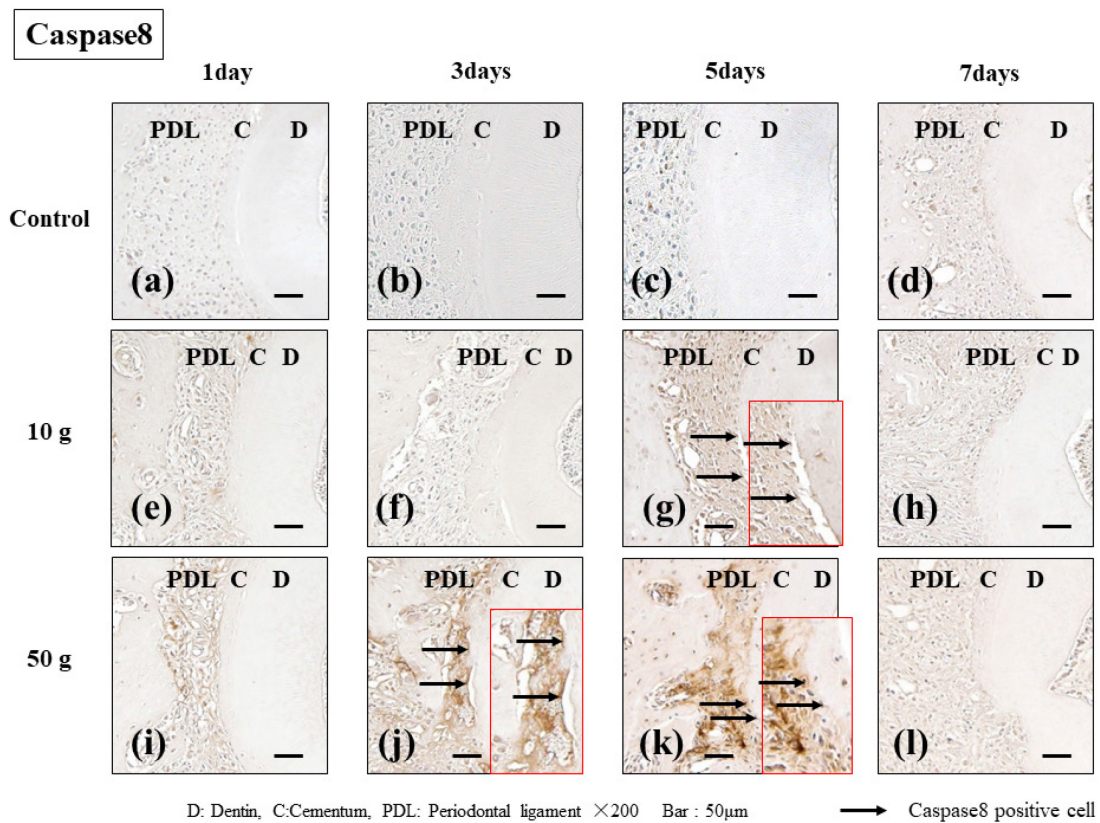 Caspase8
1day 3days 5days 7days
Control
PDL C D
(a)
PDL C D
(b)
PDL C D
(c)
PDL C D
(d)
10 g
PDL C D
(e)
PDL C D
(f)
PDL C D
(g)
PDL C D
(h)
50 g
PDL C D
(i)
PDL C D
(j)
PDL C D
(k)
PDL C D
(l)
D: Dentin, C:Cementum, PDL: Periodontal ligament ×200 Bar : 50μm Caspase8 positive cell